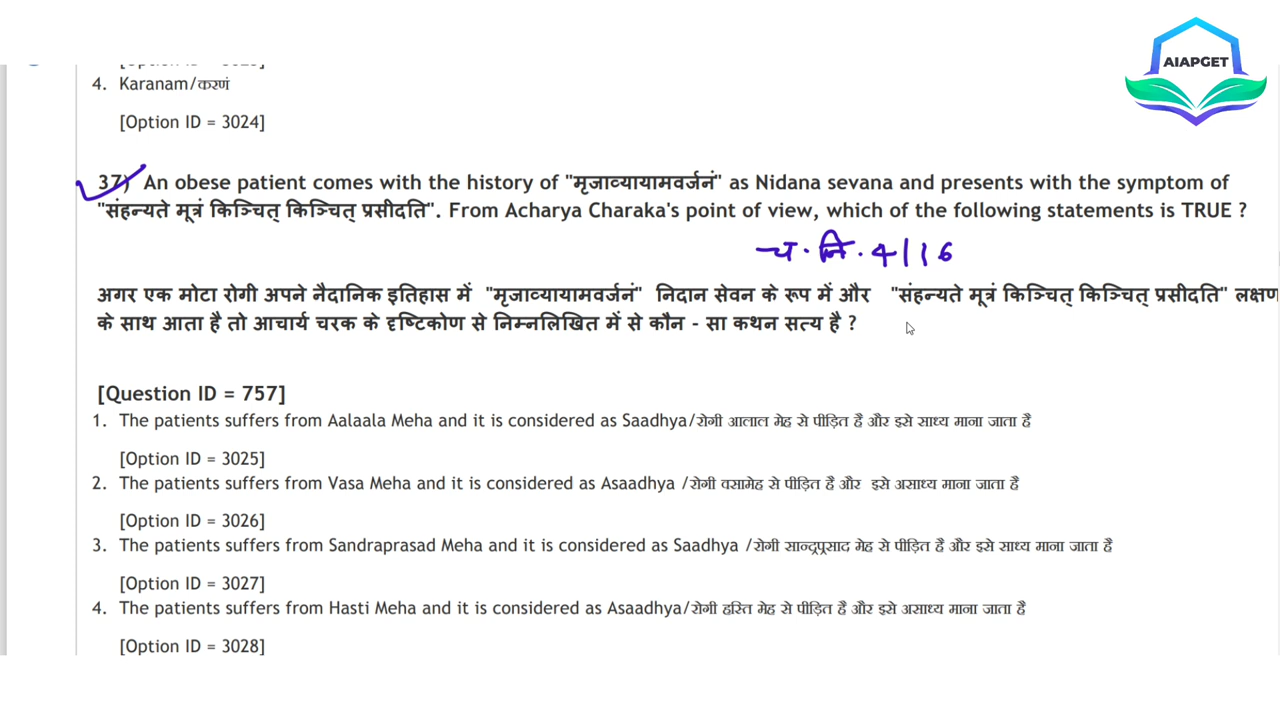 AIAPGET
4. Karanam/करणं
[Option ID = 3024]
37) An obese patient comes with the history of "मृजाव्यायामवर्जनं" as Nidana sevana and presents with the symptom of
"संहन्यते मूत्रं किञ्चित् किञ्चित् प्रसीदति". From Acharya Charaka's point of view, which of the following statements is TRUE ?
च. नि. 4/16
अगर एक मोटा रोगी अपने नैदानिक इतिहास में "मृजाव्यायामवर्जनं" निदान सेवन के रूप में और "संहन्यते मूत्रं किञ्चित् किञ्चित् प्रसीदति" लक्षण
के साथ आता है तो आचार्य चरक के दृष्टिकोण से निम्नलिखित में से कौन - सा कथन सत्य है ?
[Question ID = 757]
1. The patients suffers from Aalaala Meha and it is considered as Saadhya/रोगी आलाल मेह से पीड़ित है और इसे साध्य माना जाता है
[Option ID = 3025]
2. The patients suffers from Vasa Meha and it is considered as Asaadhya /रोगी वसामेह से पीड़ित है और इसे असाध्य माना जाता है
[Option ID = 3026]
3. The patients suffers from Sandraprasad Meha and it is considered as Saadhya /रोगी सान्द्रप्रसाद मेह से पीड़ित है और इसे साध्य माना जाता है
[Option ID = 3027]
4. The patients suffers from Hasti Meha and it is considered as Asaadhya/रोगी हस्ति मेह से पीड़ित है और इसे असाध्य माना जाता है
[Option ID = 3028]